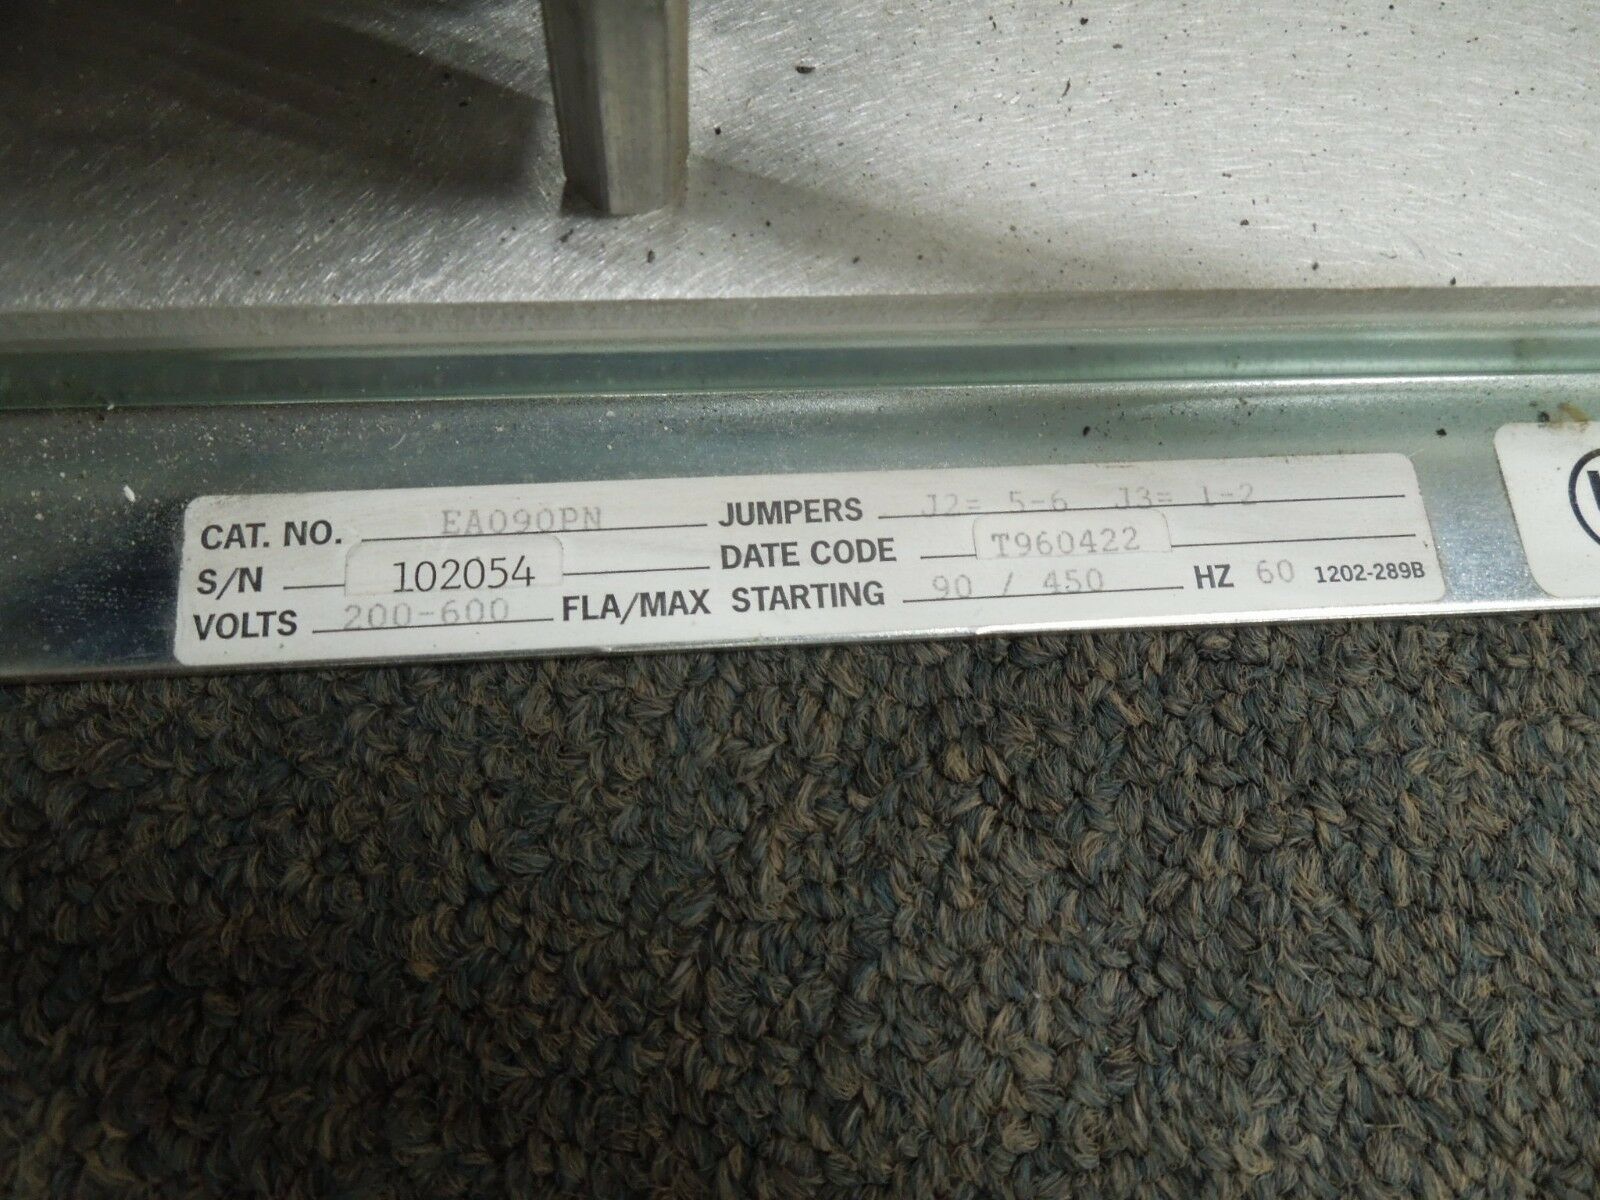 CAT. NO. EA090PN JUMPERS J2= 5-6 J3= 1-2
S/N 102054 DATE CODE T960422
VOLTS 200-600 FLA/MAX STARTING 90 / 450 HZ 60 1202-289B